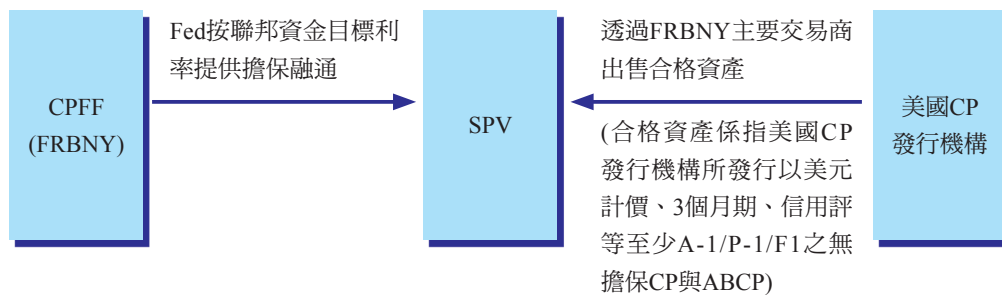 CPFF
(FRBNY)
Fed按聯邦資金目標利
率提供擔保融通
SPV
透過FRBNY主要交易商
出售合格資產
(合格資產係指美國CP
發行機構所發行以美元
計價、3個月期、信用評
等至少A-1/P-1/F1之無
擔保CP與ABCP)
美國CP
發行機構